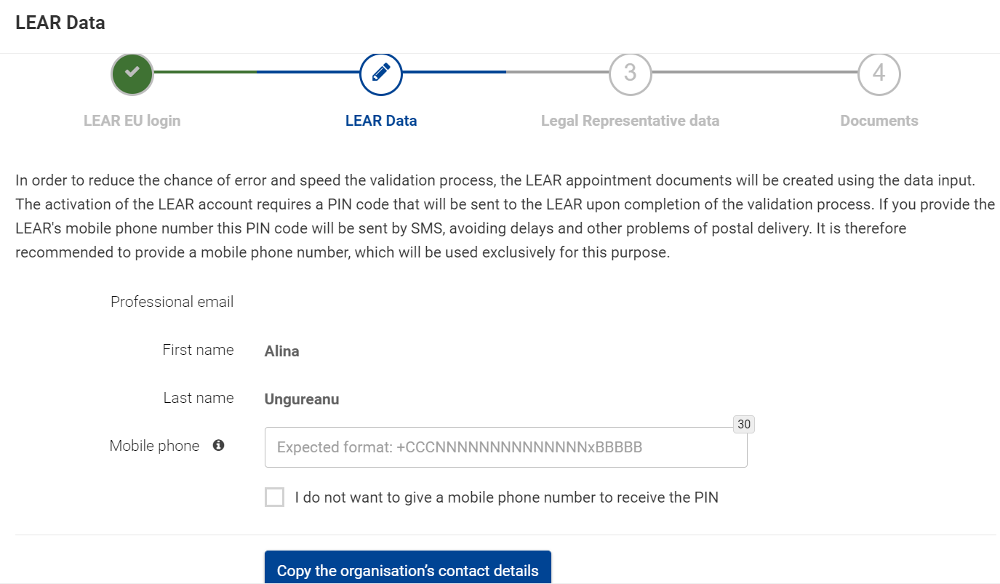 LEAR Data
3
4
LEAR EU login
LEAR Data
Legal Representative data
Documents
In order to reduce the chance of error and speed the validation process, the LEAR appointment documents will be created using the data input.
The activation of the LEAR account requires a PIN code that will be sent to the LEAR upon completion of the validation process. If you provide the
LEAR's mobile phone number this PIN code will be sent by SMS, avoiding delays and other problems of postal delivery. It is therefore
recommended to provide a mobile phone number, which will be used exclusively for this purpose.
Professional email
First name Alina
Last name Ungureanu
30
Mobile phone Expected format: +CCCNNNNNNNNNNNNNNxBBBBB
I do not want to give a mobile phone number to receive the PIN
Copy the organisation’s contact details